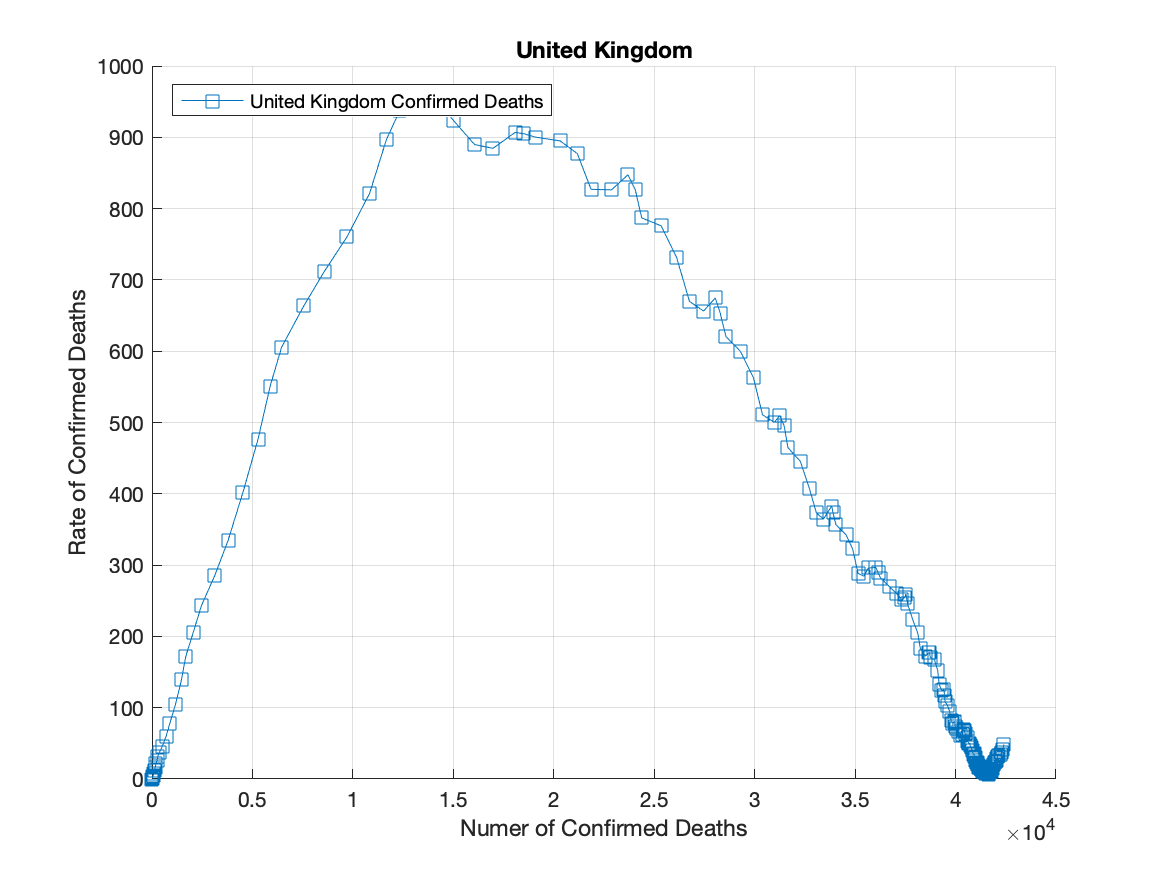 United Kingdom
United Kingdom Confirmed Deaths
Rate of Confirmed Deaths
1000
900
800
700
600
500
400
300
200
100
0
0 0.5 1 1.5 2 2.5 3 3.5 4 4.5
×10⁴
Numer of Confirmed Deaths